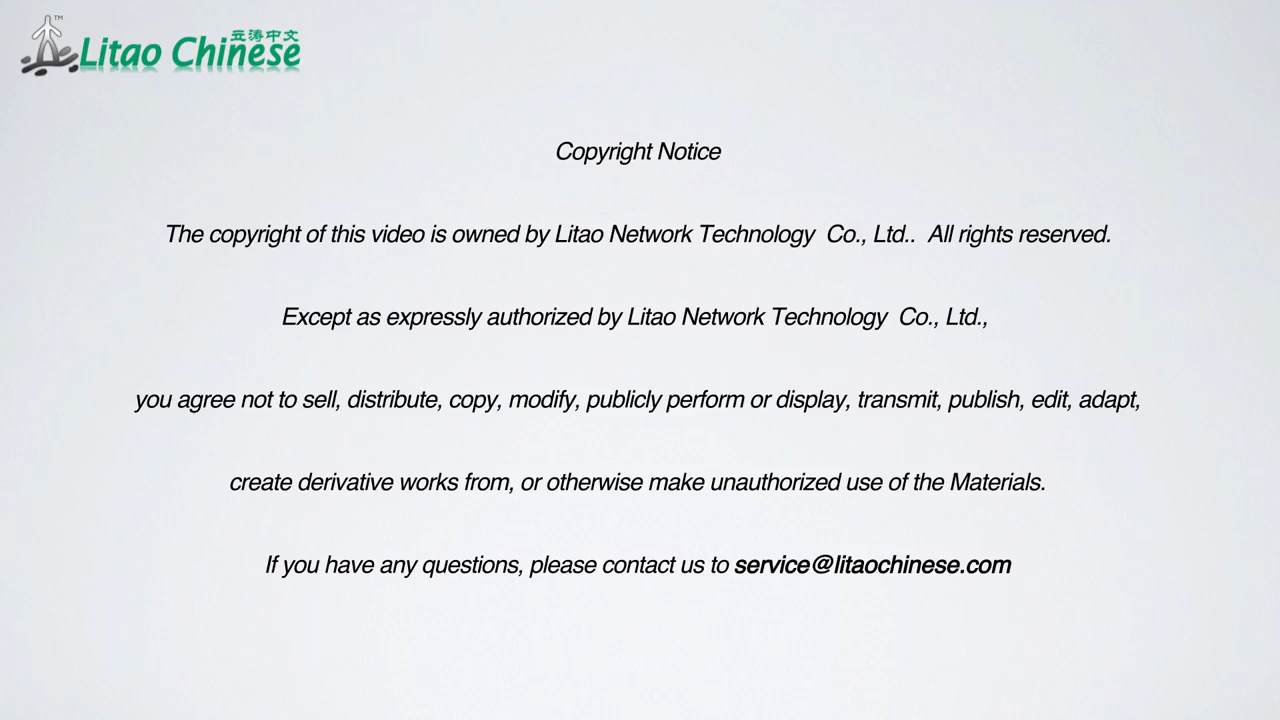 TM
立涛中文
Litao Chinese
Copyright Notice
The copyright of this video is owned by Litao Network Technology  Co., Ltd..  All rights reserved.
Except as expressly authorized by Litao Network Technology  Co., Ltd.,
you agree not to sell, distribute, copy, modify, publicly perform or display, transmit, publish, edit, adapt,
create derivative works from, or otherwise make unauthorized use of the Materials.
If you have any questions, please contact us to service@litaochinese.com